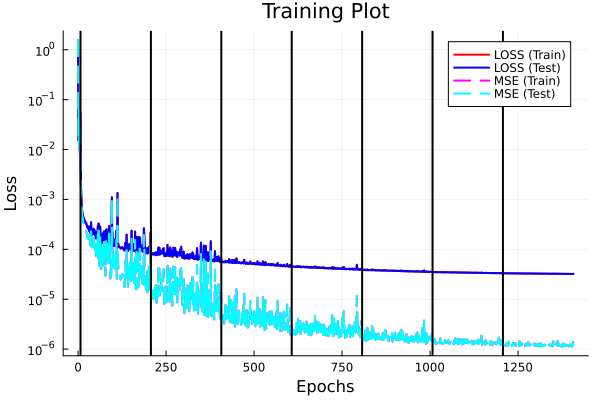 Training Plot
Loss
10⁰
10⁻¹
10⁻²
10⁻³
10⁻⁴
10⁻⁵
10⁻⁶
LOSS (Train)
LOSS (Test)
MSE (Train)
MSE (Test)
0 250 500 750 1000 1250
Epochs